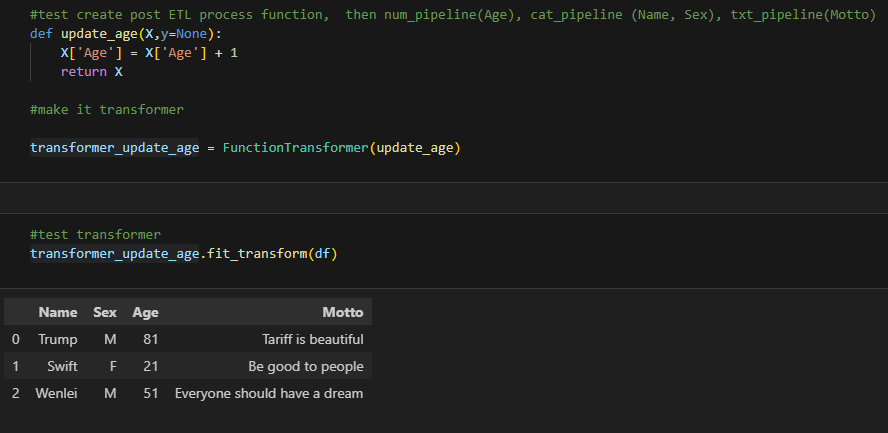 #test create post ETL process function,  then num_pipeline(Age), cat_pipeline (Name, Sex), txt_pipeline(Motto)
def update_age(X,y=None):
    X['Age'] = X['Age'] + 1
    return X
#make it transformer
transformer_update_age = FunctionTransformer(update_age)
#test transformer
transformer_update_age.fit_transform(df)
Name Sex Age Motto
0 Trump M 81 Tariff is beautiful
1 Swift F 21 Be good to people
2 Wenlei M 51 Everyone should have a dream